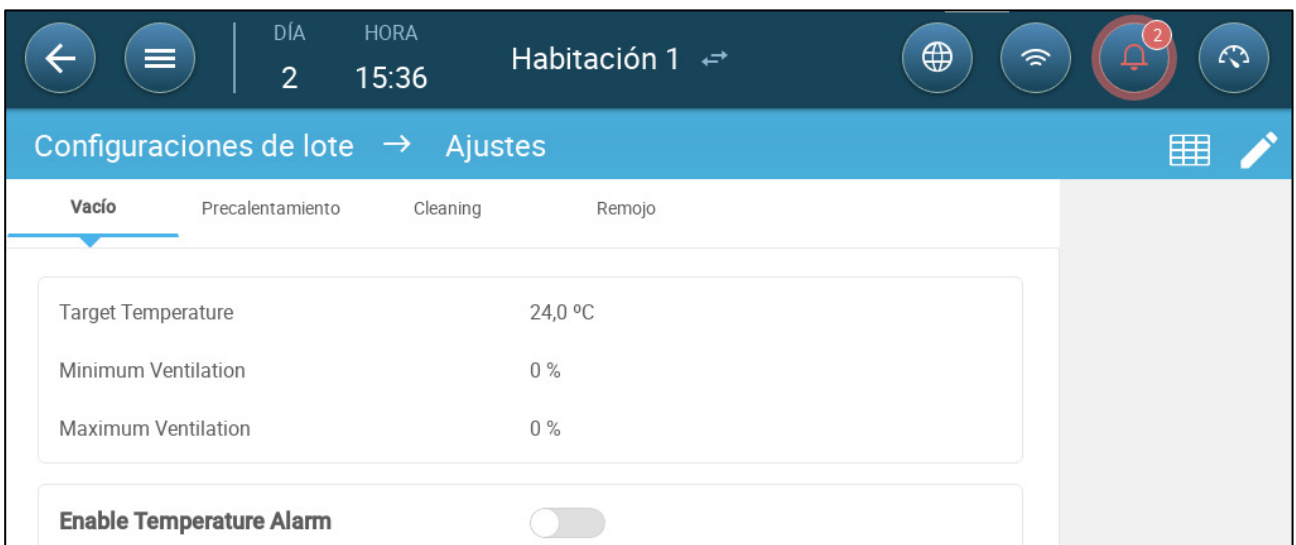 DÍA HORA
2 15:36 Habitación 1
2
Configuraciones de lote → Ajustes
Vacío Precalentamiento Cleaning Remojo
Target Temperature 24,0 ºC
Minimum Ventilation 0 %
Maximum Ventilation 0 %
Enable Temperature Alarm